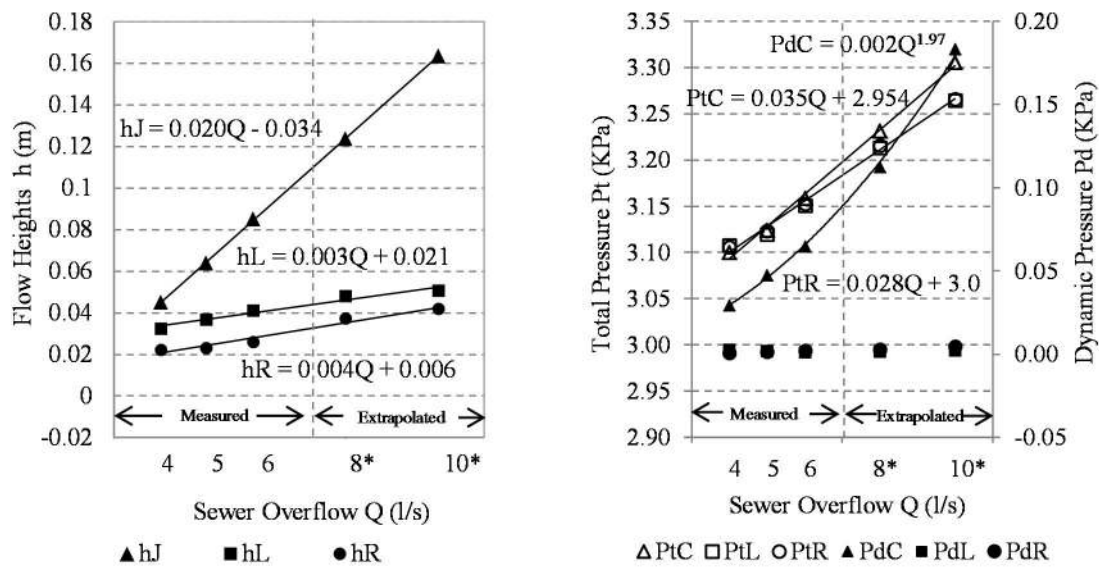 0.18
0.16
0.14
0.12
0.1
0.08
0.06
0.04
0.02
0
-0.02
Flow Heights h (m)
hJ = 0.020Q - 0.034
hL = 0.003Q + 0.021
hR = 0.004Q + 0.006
Measured
Extrapolated
4 5 6 8* 10*
Sewer Overflow Q (l/s)
hJ hL hR
3.35
3.30
3.25
3.20
3.15
3.10
3.05
3.00
2.95
2.90
Total Pressure Pt (KPa)
PdC = 0.002Q^1.97
PtC = 0.035Q + 2.954
PtR = 0.028Q + 3.0
Measured
Extrapolated
0.20
0.15
0.10
0.05
0.00
-0.05
Dynamic Pressure Pd (KPa)
4 5 6 8* 10*
Sewer Overflow Q (l/s)
PtC PtL PtR PdC PdL PdR